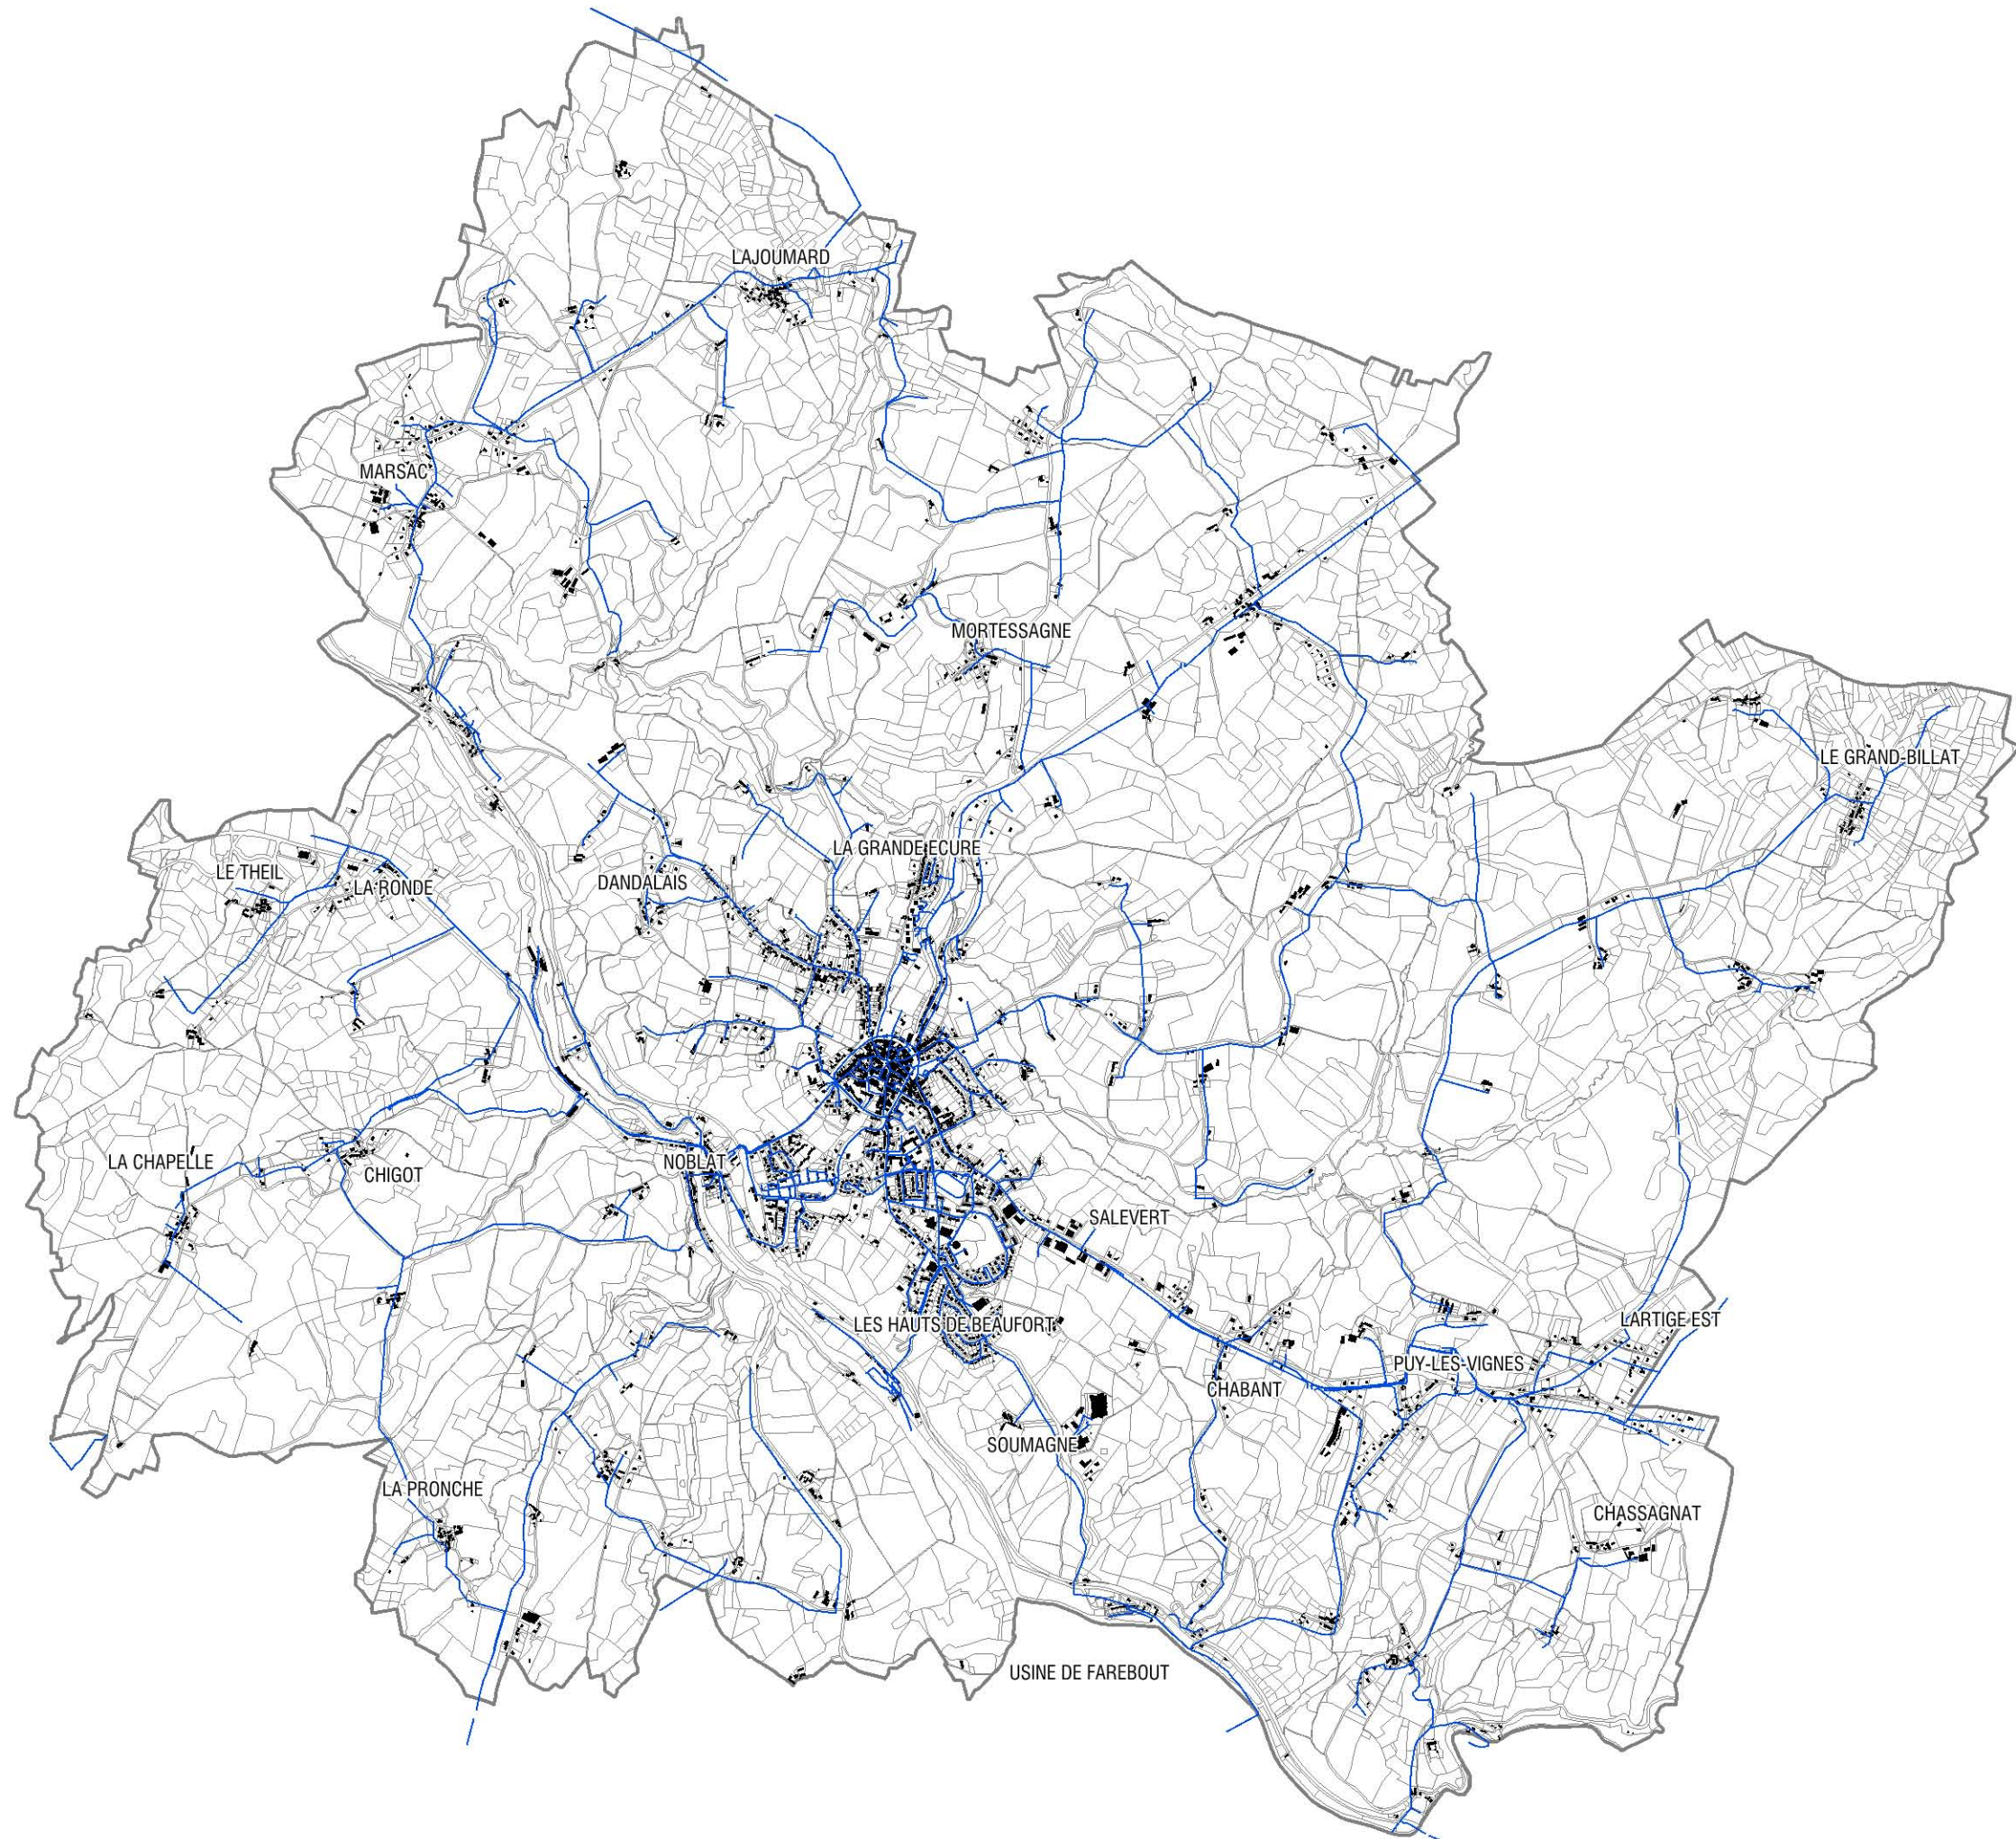 LAJOUMARD
MARSAC
MORTESSAGNE
LE GRAND-BILLAT
LA GRANDE ECURE
LE THEIL
LA RONDE
DANDALAIS
LA CHAPELLE
CHIGOT
NOBLAT
SALEVERT
LES HAUTS DE BEAUFORT
LARTIGE EST
PUY-LES-VIGNES
CHABANT
SOUMAGNE
LA PRONCHE
CHASSAGNAT
USINE DE FAREBOUT